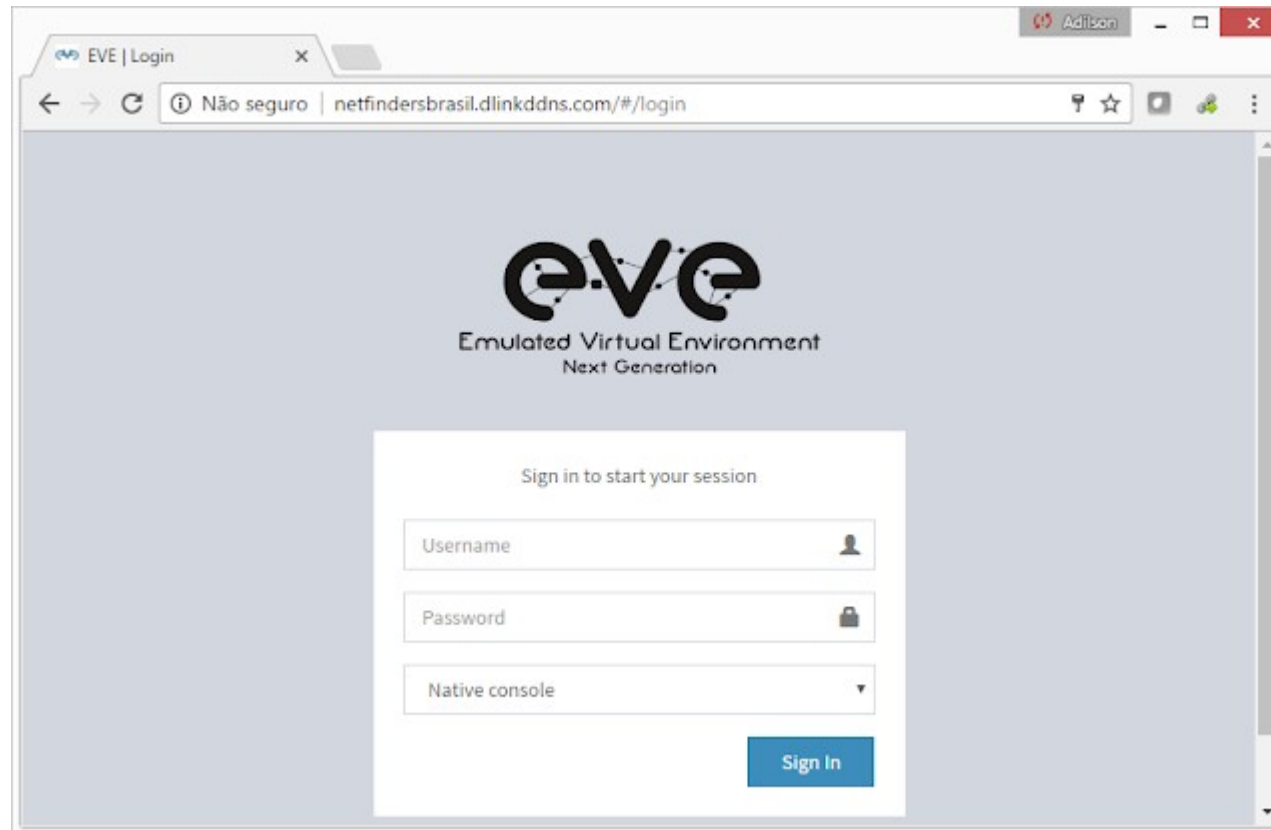 Adilson
EVE | Login
Não seguro | netfindersbrasil.dlinkddns.com/#/login
eve
Emulated Virtual Environment
Next Generation
Sign in to start your session
Username
Password
Native console
Sign In